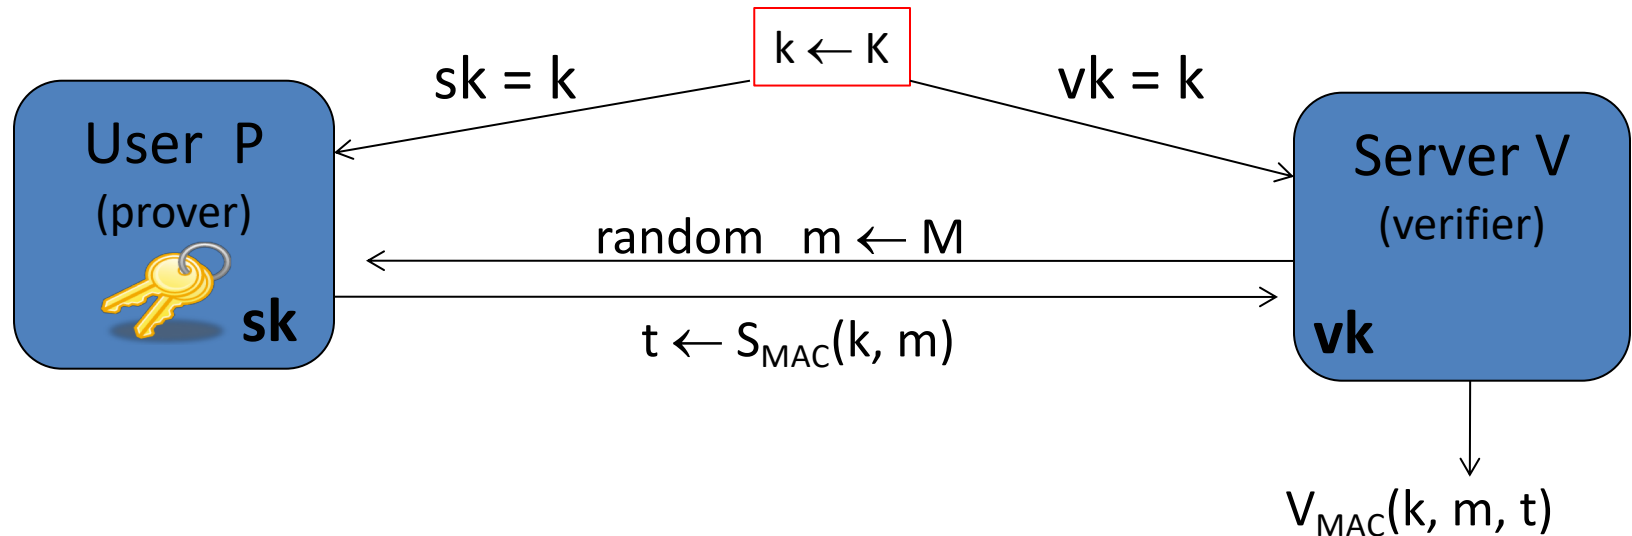 k ← K
sk = k
vk = k
User P
(prover)
sk
Server V
(verifier)
vk
random m ← M
t ← S_MAC(k, m)
V_MAC(k, m, t)